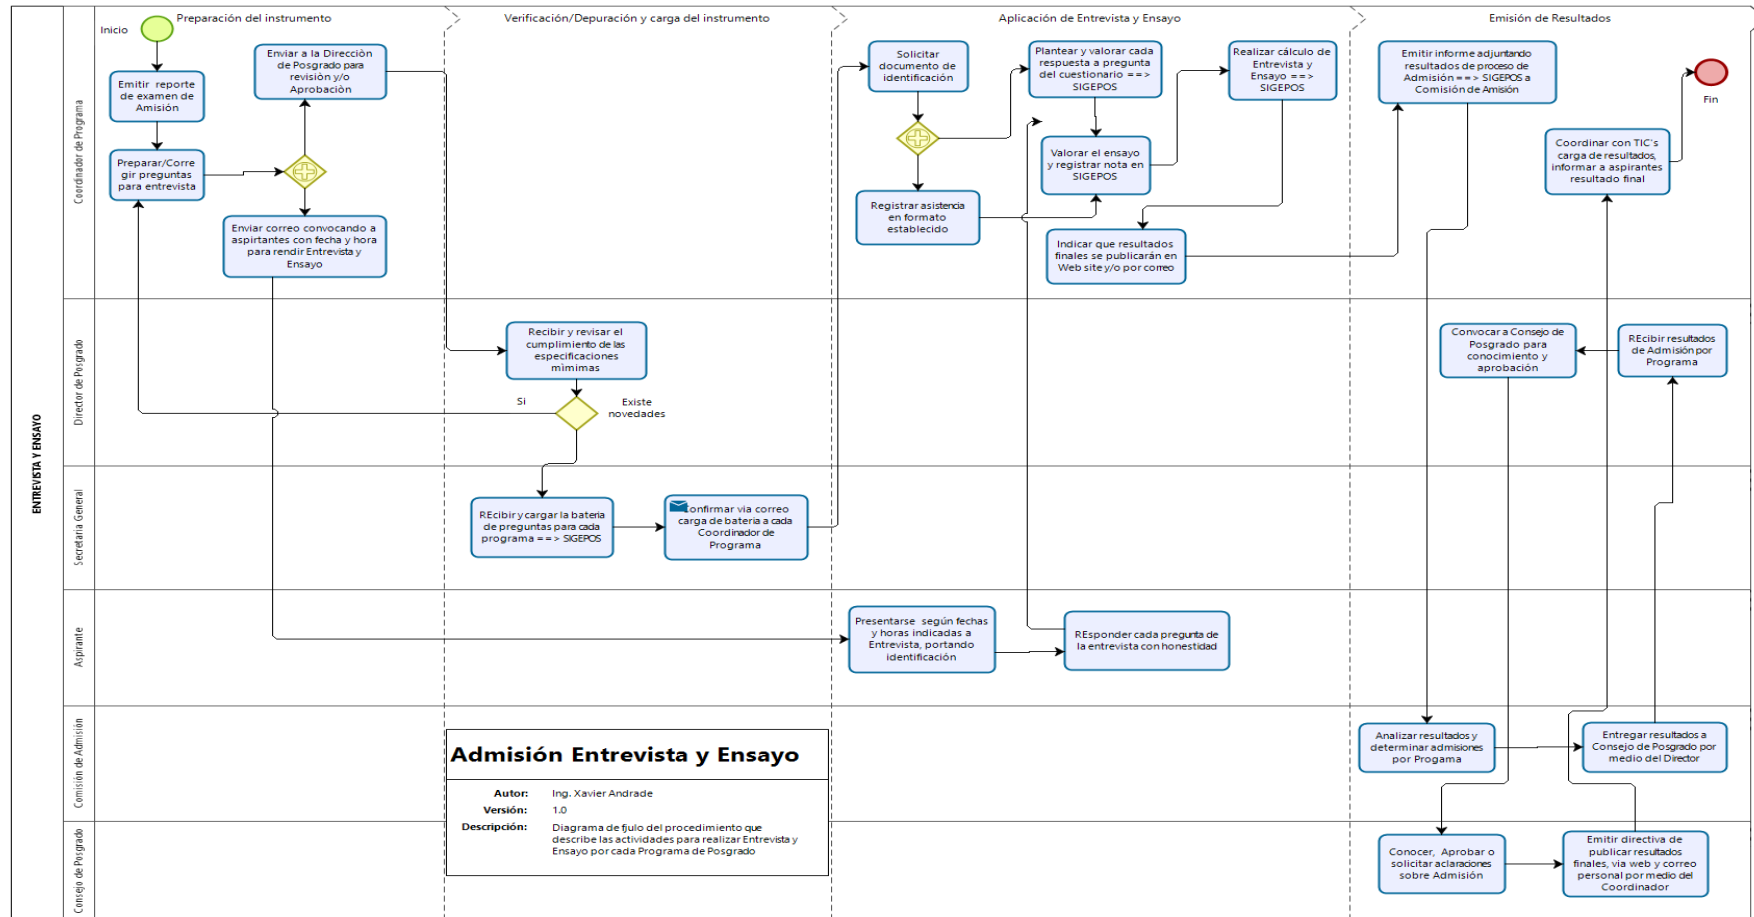 Preparación del instrumento
Verificación/Depuración y carga del instrumento
Aplicación de Entrevista y Ensayo
Emisión de Resultados
ENTREVISTA Y ENSAYO
Coordinador de Programa
Inicio
Emitir reporte
de examen de
Amisión
Preparar/Corre
gir preguntas
para entrevista
Enviar a la Direcciòn
de Posgrado para
revisiòn y/o
Aprobaciòn
Enviar correo convocando a
aspirtantes con fecha y hora
para rendir Entrevista y
Ensayo
Solicitar
documento de
identificación
Registrar asistencia
en formato
establecido
Plantear y valorar cada
respuesta a pregunta
del cuestionario ==>
SIGEPOS
Valorar el ensayo
y registrar nota en
SIGEPOS
Realizar cálculo de
Entrevista y
Ensayo ==>
SIGEPOS
Indicar que resultados
finales se publicarán en
Web site y/o por correo
Emitir informe adjuntando
resultados de proceso de
Admisión ==> SIGEPOS a
Comisión de Amisión
Coordinar con TIC's
carga de resultados,
informar a aspirantes
resultado final
Fin
Director de Posgrado
Recibir y revisar el
cumplimiento de las
especificaciones
mìmimas
Si
Existe
novedades
Convocar a Consejo de
Posgrado para
conocimiento y
aprobación
REcibir resultados
de Admisión por
Programa
Secretaria General
REcibir y cargar la bateria
de preguntas para cada
programa ==> SIGEPOS
Confirmar via correo
carga de bateria a cada
Coordinador de
Programa
Aspirante
Presentarse según fechas
y horas indicadas a
Entrevista, portando
identificación
REsponder cada pregunta de
la entrevista con honestidad
Comisión de Admisión
Analizar resultados y
determinar admisiones
por Progama
Entregar resultados a
Consejo de Posgrado por
medio del Director
Consejo de Posgrado
Conocer, Aprobar o
solicitar aclaraciones
sobre Admisión
Emitir directiva de
publicar resultados
finales, via web y correo
personal por medio del
Coordinador
Admisión Entrevista y Ensayo
Autor: Ing. Xavier Andrade
Versión: 1.0
Descripción: Diagrama de fjulo del procedimiento que
describe las actividades para realizar Entrevista y
Ensayo por cada Programa de Posgrado